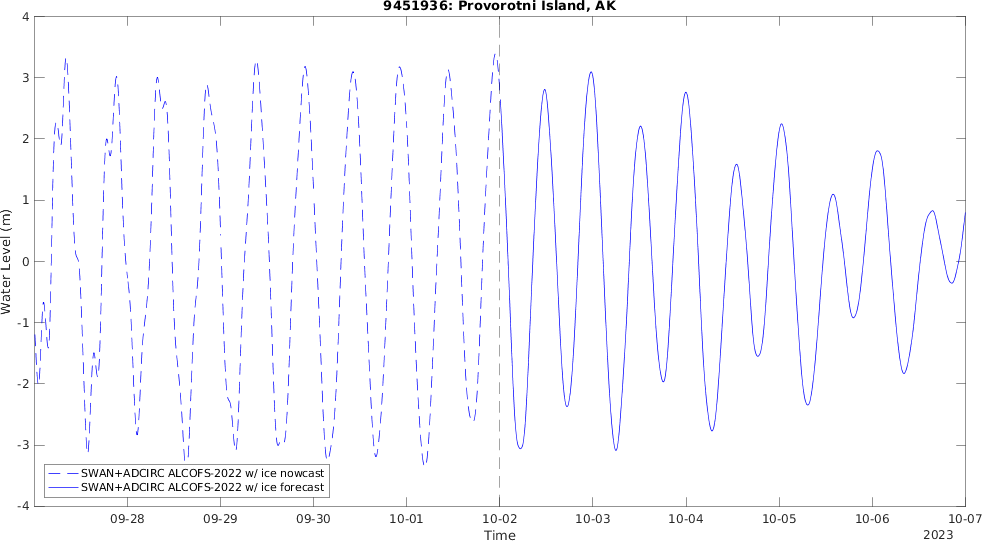 9451936: Provorotni Island, AK
4
3
2
1
0
-1
-2
-3
-4
Water Level (m)
SWAN+ADCIRC ALCOFS-2022 w/ ice nowcast
SWAN+ADCIRC ALCOFS-2022 w/ ice forecast
09-28 09-29 09-30 10-01 10-02 10-03 10-04 10-05 10-06 10-07
Time
2023